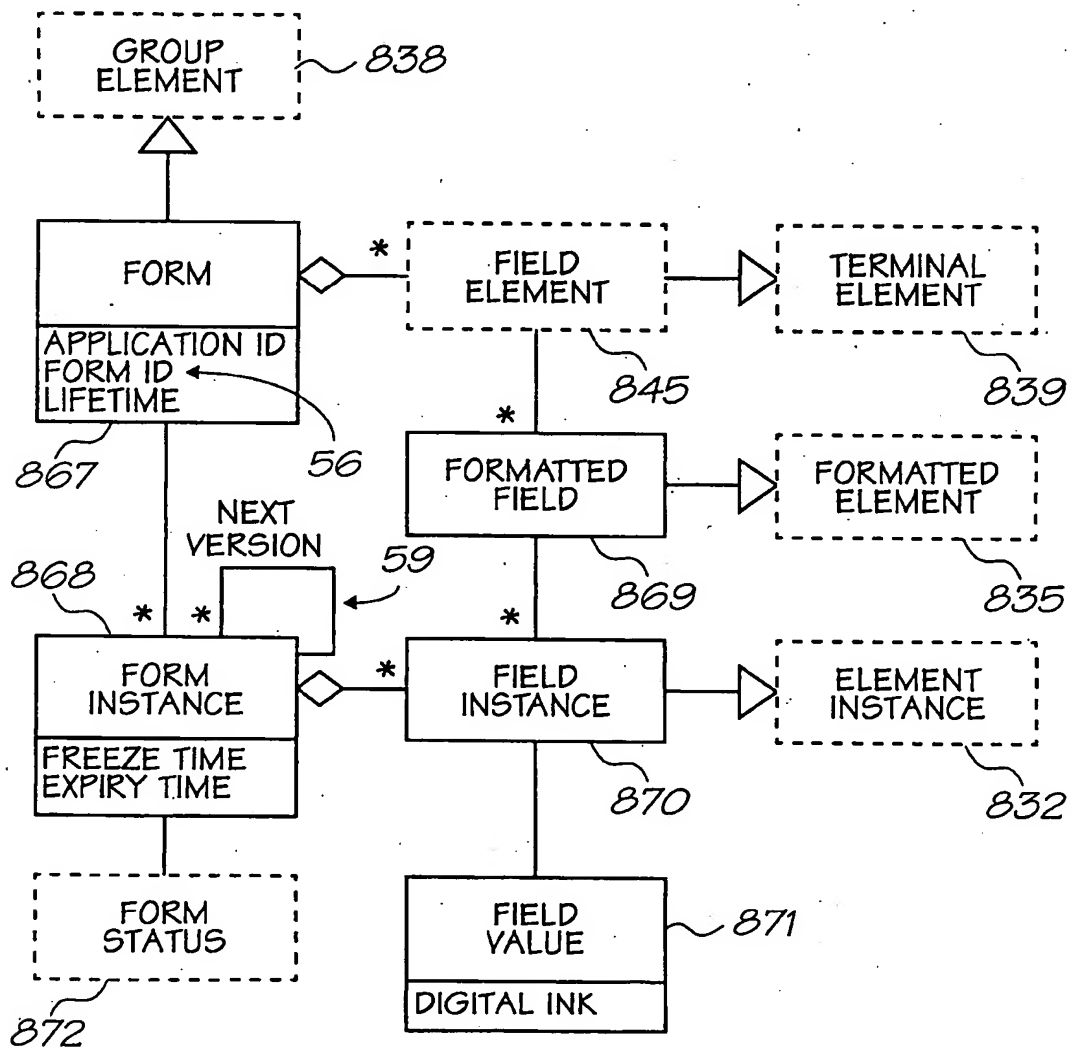 GROUP
ELEMENT
838
FORM
APPLICATION ID
FORM ID
LIFETIME
867
56
*
FIELD
ELEMENT
845
TERMINAL
ELEMENT
839
*
FORMATTED
FIELD
869
FORMATTED
ELEMENT
835
NEXT
VERSION
59
868
*
*
FORM
INSTANCE
FREEZE TIME
EXPIRY TIME
*
*
FIELD
INSTANCE
870
ELEMENT
INSTANCE
832
FORM
STATUS
872
FIELD
VALUE
871
DIGITAL INK